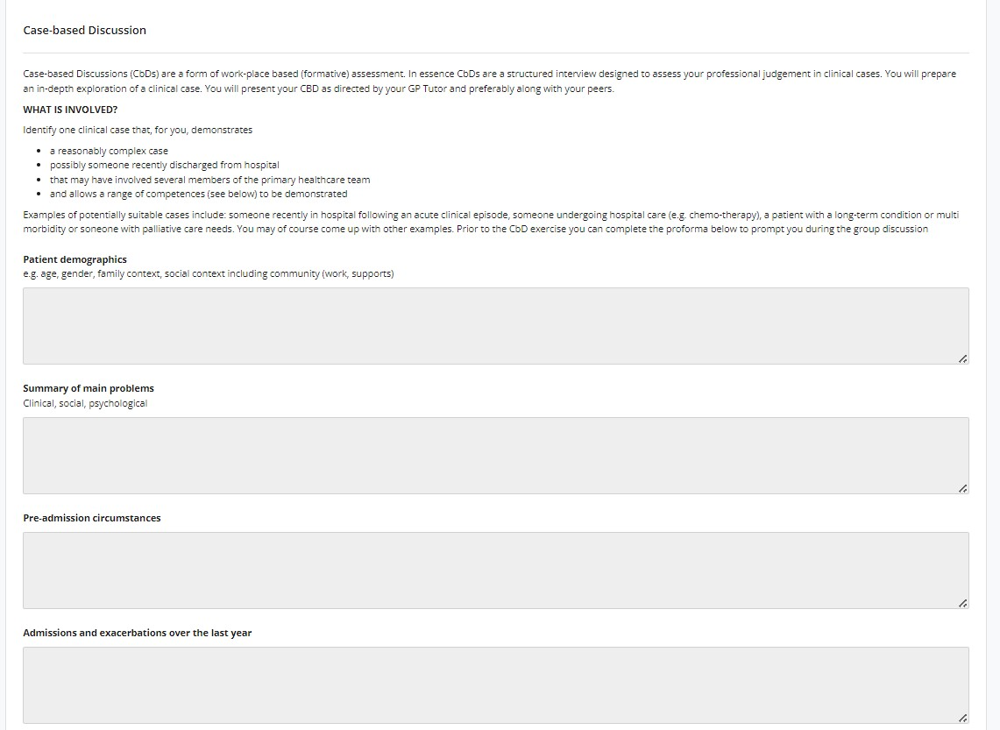 Case-based Discussion
Case-based Discussions (CbDs) are a form of work-place based (formative) assessment. In essence CbDs are a structured interview designed to assess your professional judgement in clinical cases. You will prepare
an in-depth exploration of a clinical case. You will present your CBD as directed by your GP Tutor and preferably along with your peers.
WHAT IS INVOLVED?
Identify one clinical case that, for you, demonstrates
• a reasonably complex case
• possibly someone recently discharged from hospital
• that may have involved several members of the primary healthcare team
• and allows a range of competences (see below) to be demonstrated
Examples of potentially suitable cases include: someone recently in hospital following an acute clinical episode, someone undergoing hospital care (e.g. chemo-therapy), a patient with a long-term condition or multi
morbidity or soneone with palliative care needs. You may of course come up with other examples. Prior to the CbD exercise you can complete the proforma below to prompt you during the group discussion
Patient demographics
e.g. age, gender, family context, social context including community (work, supports)
Summary of main problems
Clinical, social, psychological
Pre-admission circumstances
Admissions and exacerbations over the last year